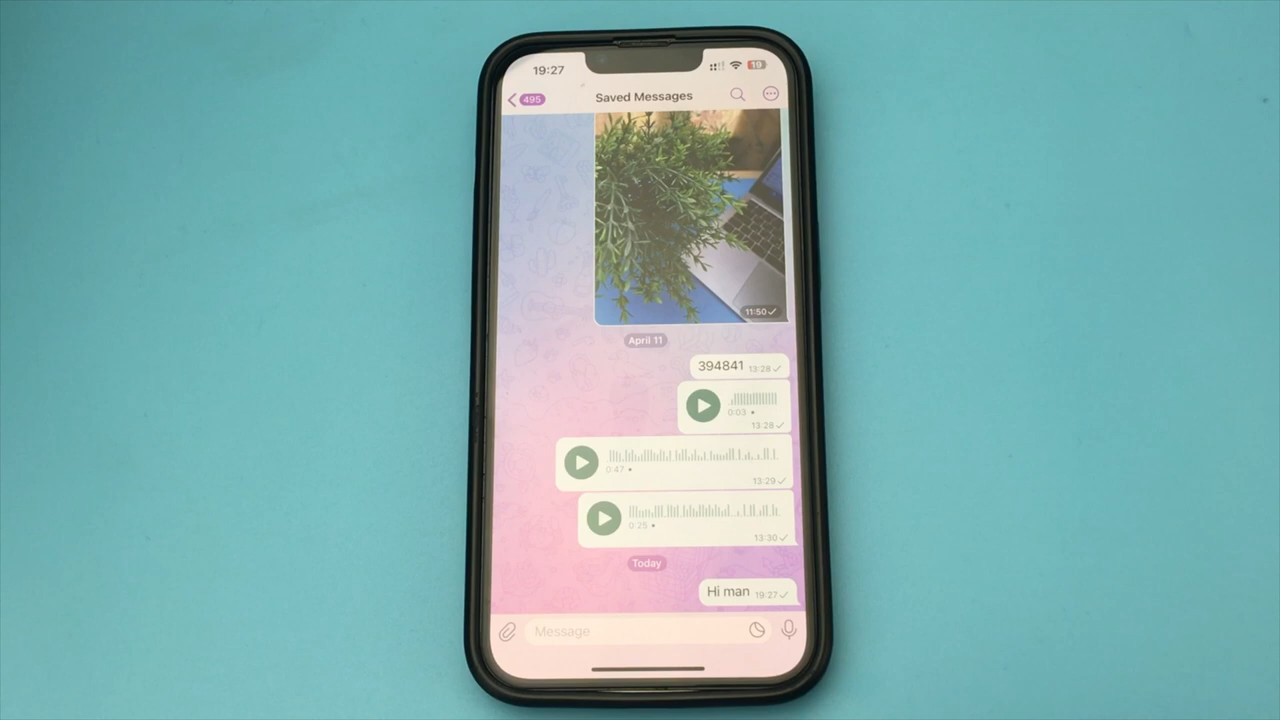 19:27
19
495
Saved Messages
11:50
April 11
394841 13:28
0:03
13:28
0:47
13:29
0:25
13:30
Today
Hi man 19:27
Message